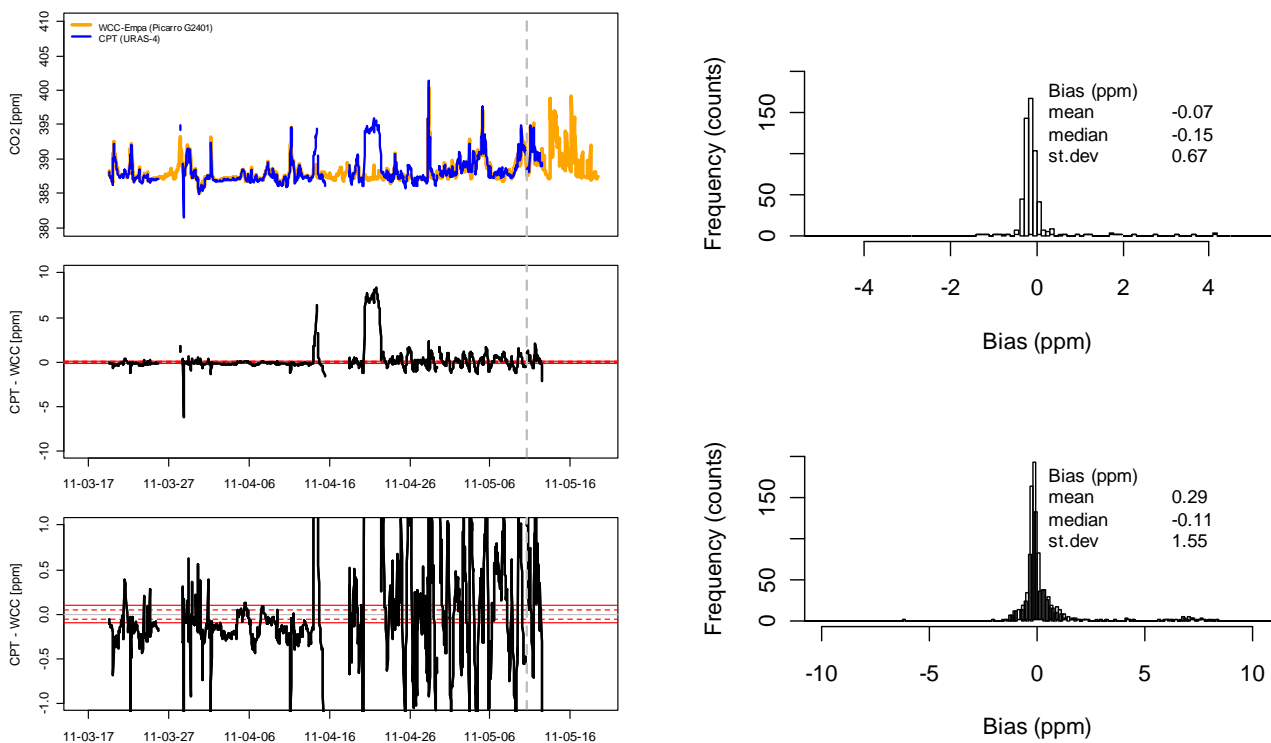 WCC-Empa (Picarro G2401)
CPT (URAS-4)
CO2 [ppm]
410
405
400
395
390
385
380
CPT - WCC [ppm]
10
5
0
-5
-10
11-03-17 11-03-27 11-04-06 11-04-16 11-04-26 11-05-06 11-05-16
CPT - WCC [ppm]
1.0
0.5
0.0
-0.5
-1.0
11-03-17 11-03-27 11-04-06 11-04-16 11-04-26 11-05-06 11-05-16
Frequency (counts)
150
50
0
Bias (ppm)
mean -0.07
median -0.15
st.dev 0.67
-4 -2 0 2 4
Bias (ppm)
Frequency (counts)
150
50
0
Bias (ppm)
mean 0.29
median -0.11
st.dev 1.55
-10 -5 0 5 10
Bias (ppm)